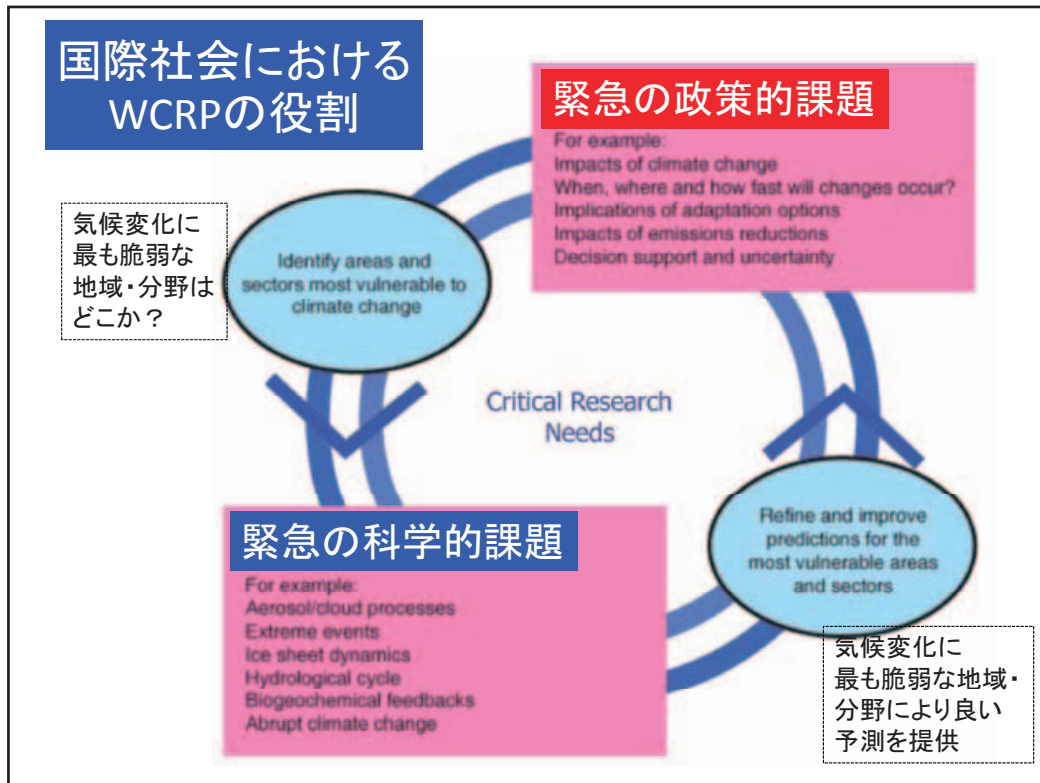 国際社会における
WCRPの役割
緊急の政策的課題
For example:
Impacts of climate change
When, where and how fast will changes occur?
Implications of adaptation options
Impacts of emissions reductions
Decision support and uncertainty
気候変化に
最も脆弱な
地域・分野は
どこか？
Identify areas and
sectors most vulnerable to
climate change
Critical Research
Needs
緊急の科学的課題
For example:
Aerosol/cloud processes
Extreme events
Ice sheet dynamics
Hydrological cycle
Biogeochemical feedbacks
Abrupt climate change
Refine and improve
predictions for the
most vulnerable areas
and sectors
気候変化に
最も脆弱な地域・
分野により良い
予測を提供